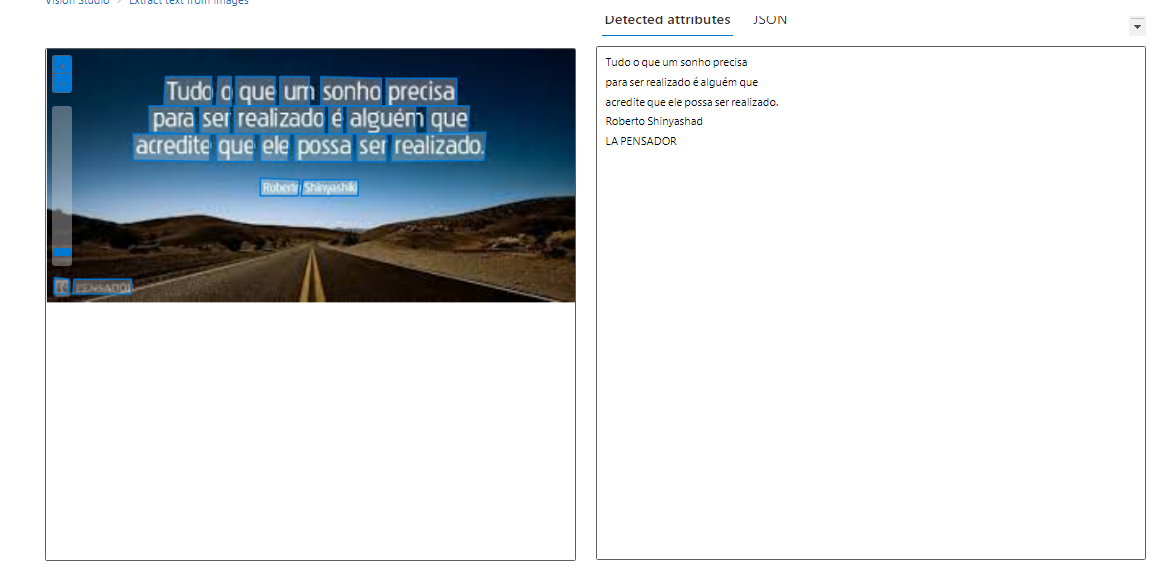 Vision Studio > Extract text from images
Detected attributes JSON
Tudo o que um sonho precisa
para ser realizado é alguém que
acredite que ele possa ser realizado.
Roberto Shinyashiki
PENSADOR
Tudo o que um sonho precisa
para ser realizado é alguém que
acredite que ele possa ser realizado.
Roberto Shinyashad
LA PENSADOR